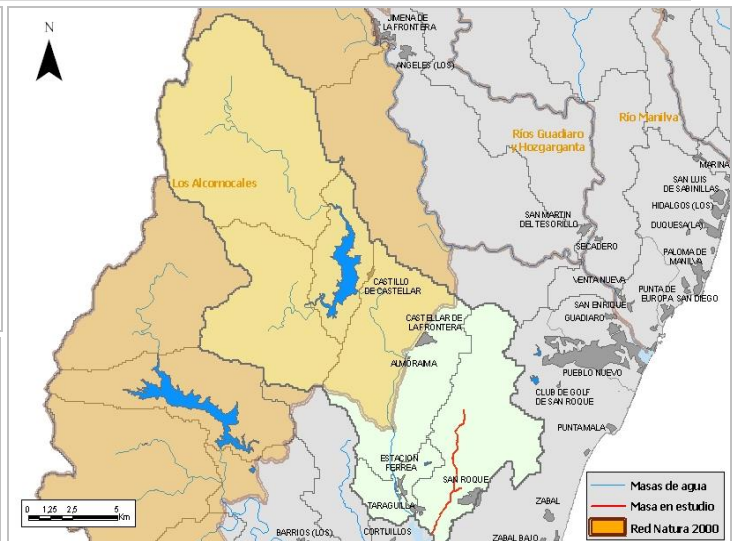 N
JIMENA DE
LA FRONTERA
ANGELES (LOS)
Los Alcornocales
Ríos Guadiaro
y Hozgarganta
Río Manilva
MARINA
SAN LUIS
DE SABINILLAS
HIDALGOS (LOS)
DUQUESA(LA)
SAN MARTIN
DEL TESORILLO
SECADERO
PALOMA DE
MANILVA
CASTILLO
DE CASTELLAR
VENTA NUEVA
PUNTA DE
EUROPA
SAN DIEGO
SAN ENRIQUE
GUADIARO
CASTELLAR DE
LA FRONTERA
ALMORAIMA
PUEBLO NUEVO
CLUB DE GOLF
DE SAN ROQUE
PUNTAMALA
ESTACION
FERREA
SAN ROQUE
TARAGUILLA
ZABAL
BARRIOS (LOS)
CORTIJILLOS
ZABAL BAJO
0 1,25 2,5 5
Km
Masas de agua
Masa en estudio
Red Natura 2000